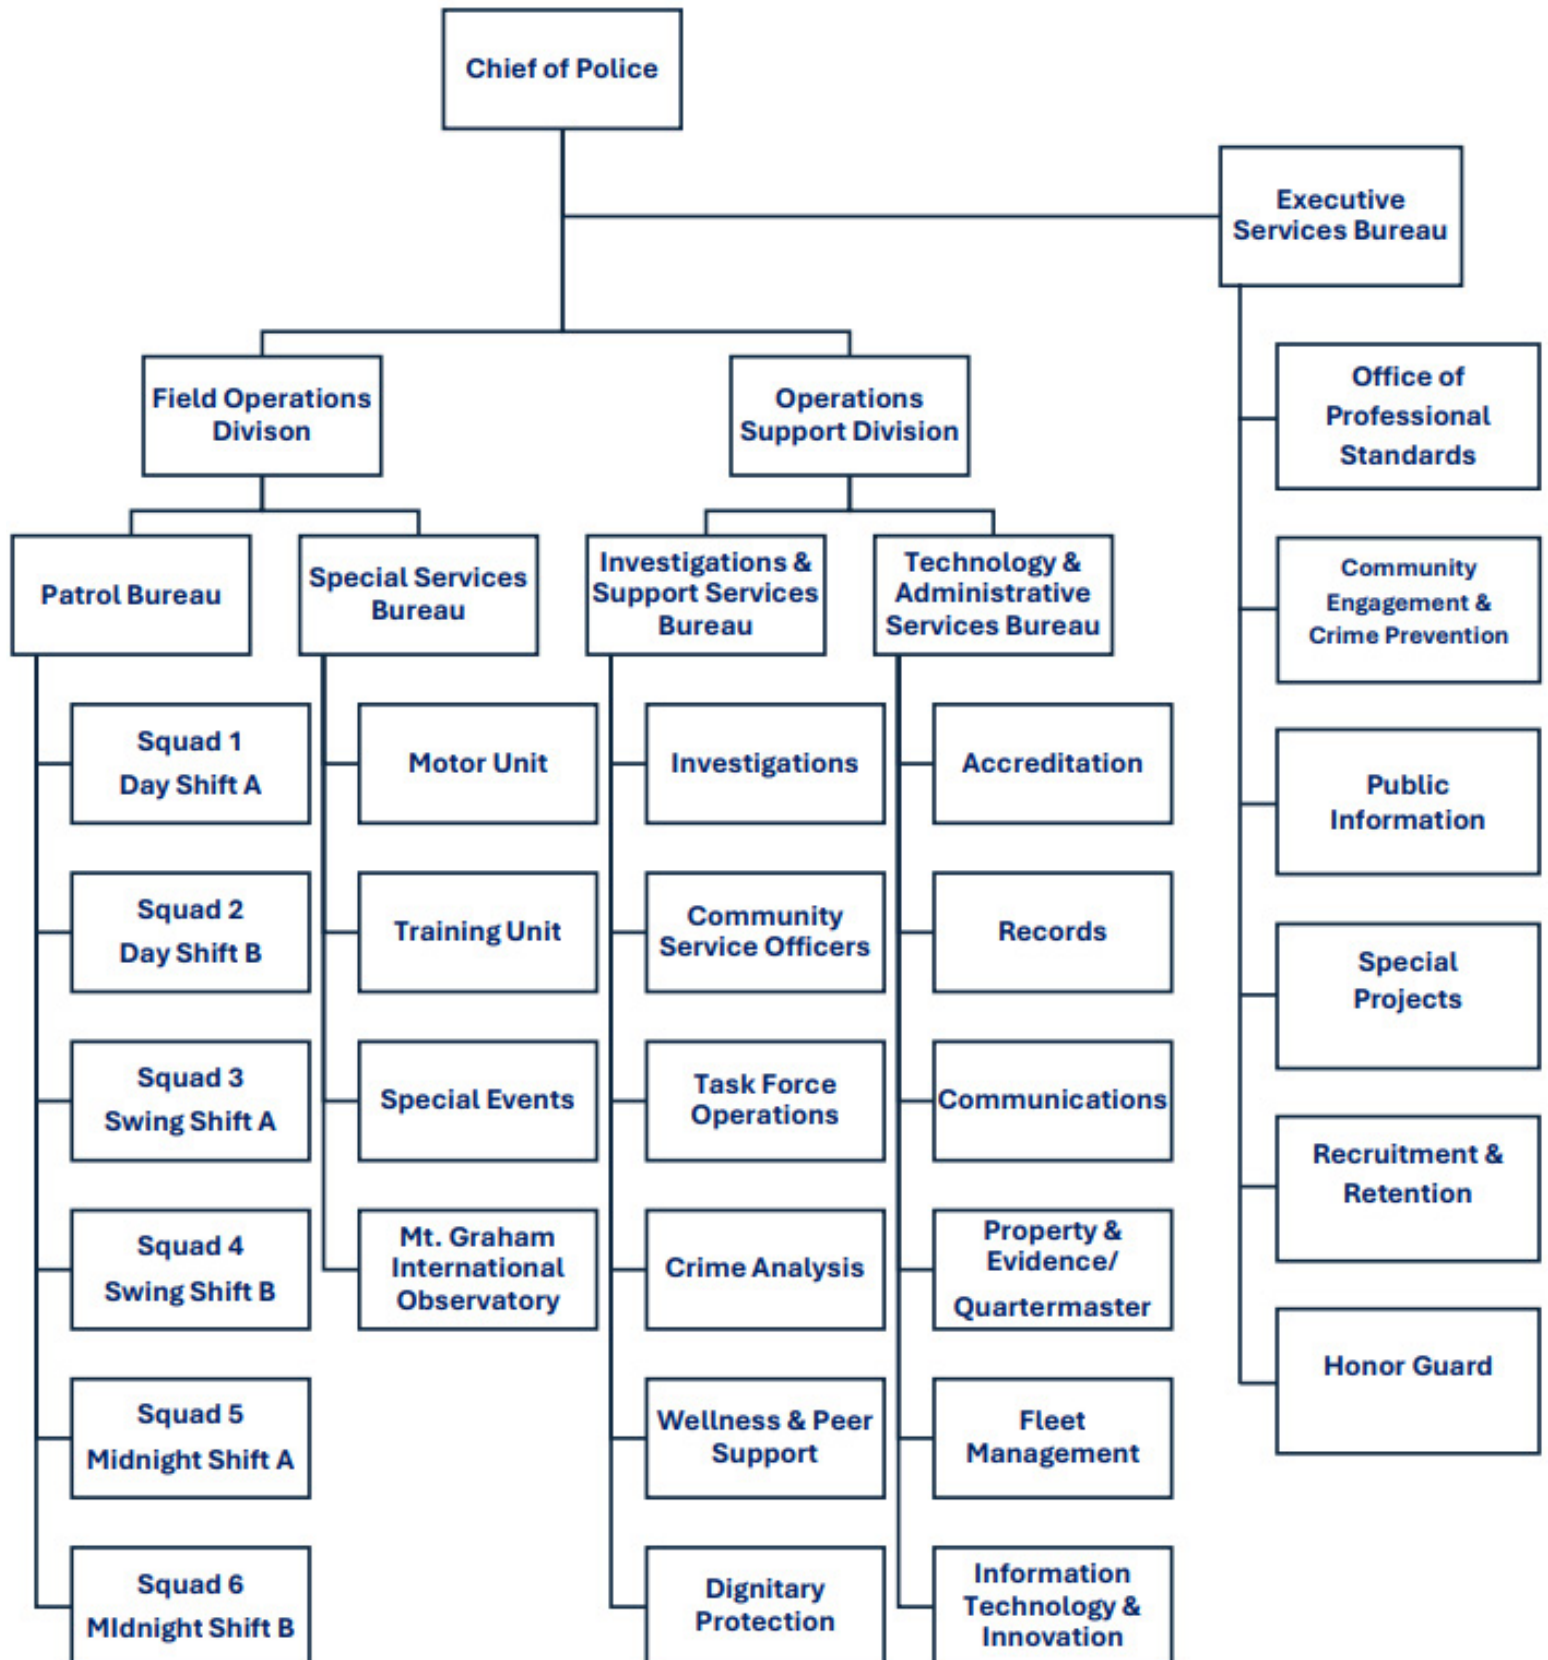 Chief of Police
Executive
Services Bureau
Field Operations
Divison
Operations
Support Division
Patrol Bureau
Special Services
Bureau
Investigations &
Support Services
Bureau
Technology &
Administrative
Services Bureau
Squad 1
Day Shift A
Squad 2
Day Shift B
Squad 3
Swing Shift A
Squad 4
Swing Shift B
Squad 5
Midnight Shift A
Squad 6
MIdnight Shift B
Motor Unit
Training Unit
Special Events
Mt. Graham
International
Observatory
Investigations
Community
Service Officers
Task Force
Operations
Crime Analysis
Wellness & Peer
Support
Dignitary
Protection
Accreditation
Records
Communications
Property &
Evidence/
Quartermaster
Fleet
Management
Information
Technology &
Innovation
Office of
Professional
Standards
Community
Engagement &
Crime Prevention
Public
Information
Special
Projects
Recruitment &
Retention
Honor Guard